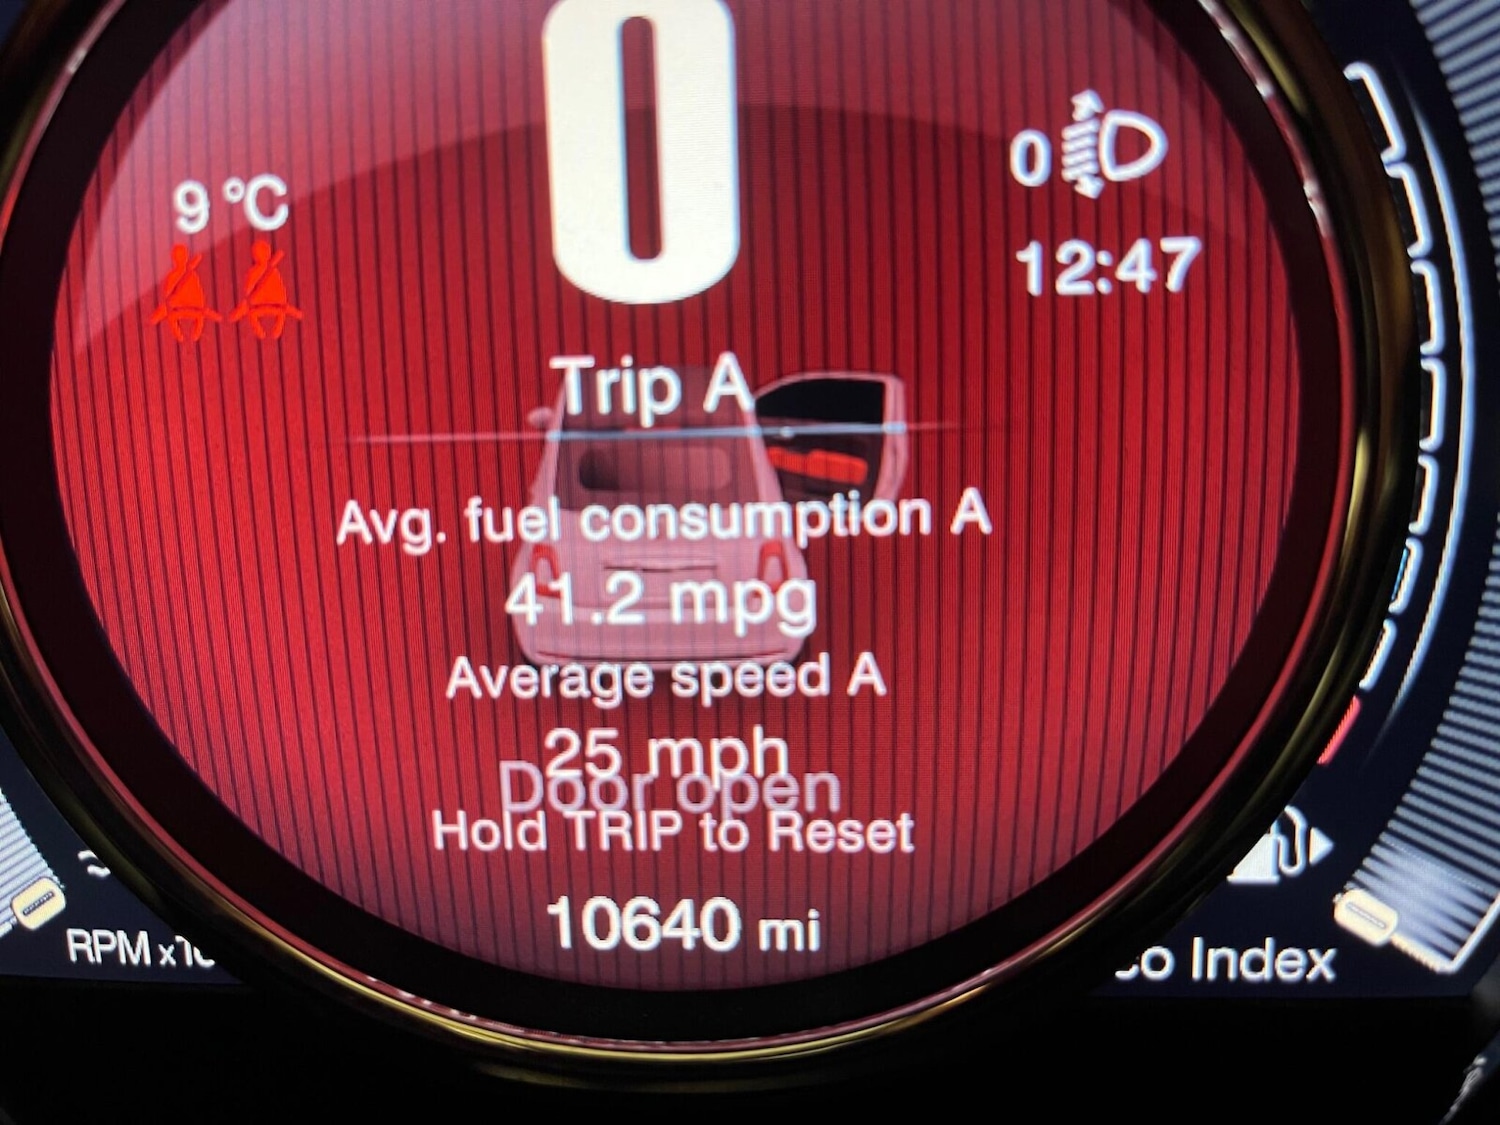 0
9 °C
0
12:47
Trip A
Avg. fuel consumption A
41.2 mpg
Average speed A
25 mph
Door open
Hold TRIP to Reset
10640 mi
RPM
Index